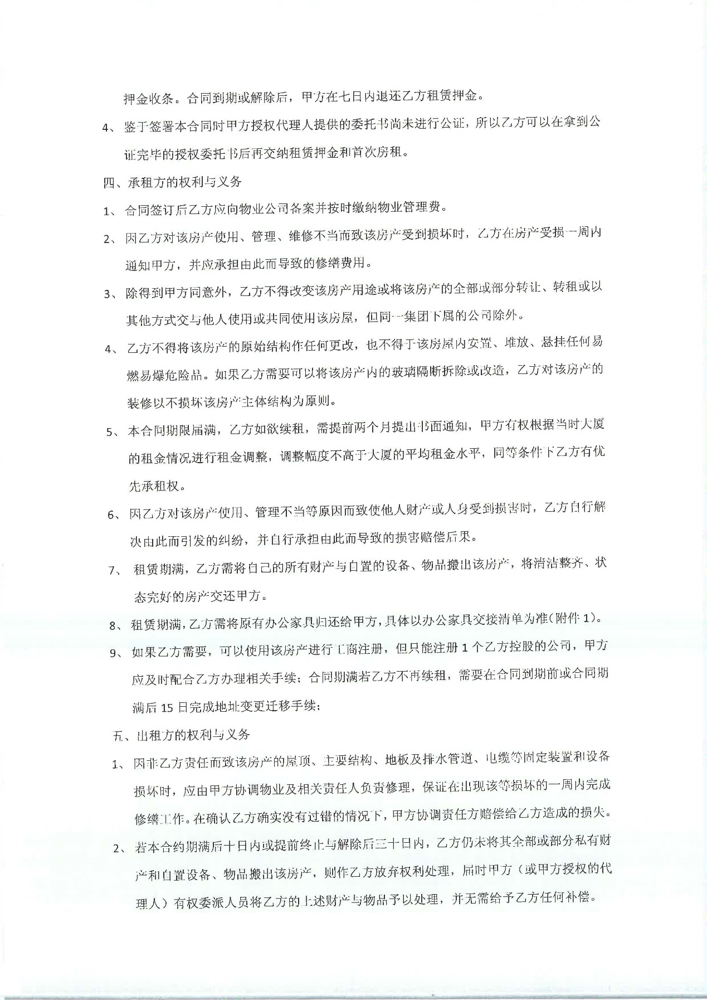 押金收条。合同到期或解除后，甲方在七日内退还乙方租赁押金。
4、 鉴于签署本合同时甲方授权代理人提供的委托书尚未进行公证，所以乙方可以在拿到公
证完毕的授权委托书后再交纳租赁押金和首次房租。
四、承租方的权利与义务
1、 合同签订后乙方应向物业公司备案并按时缴纳物业管理费。
2、 因乙方对该房产使用、管理、维修不当而致该房产受到损坏时，乙方在房产受损一周内
通知甲方，并应承担由此而导致的修缮费用。
3、 除得到甲方同意外，乙方不得改变该房产用途或将该房产的全部或部分转让、转租或以
其他方式交与他人使用或共同使用该房屋，但同一集团下属的公司除外。
4、 乙方不得将该房产的原始结构作任何更改，也不得于该房屋内安置、堆放、悬挂任何易
燃易爆危险品。如果乙方需要可以将该房产内的玻璃隔断拆除或改造，乙方对该房产的
装修以不损坏该房产主体结构为原则。
5、 本合同期限届满，乙方如欲续租，需提前两个月提出书面通知，甲方有权根据当时大厦
的租金情况进行租金调整，调整幅度不高于大厦的平均租金水平，同等条件下乙方有优
先承租权。
6、 因乙方对该房产使用、管理不当等原因而致使他人财产或人身受到损害时，乙方自行解
决由此而引发的纠纷，并自行承担由此而导致的损害赔偿后果。
7、 租赁期满，乙方需将自己的所有财产与自置的设备、物品搬出该房产，将清洁整齐、状
态完好的房产交还甲方。
8、 租赁期满，乙方需将原有办公家具归还给甲方，具体以办公家具交接清单为准（附件 1）。
9、 如果乙方需要，可以使用该房产进行工商注册，但只能注册 1 个乙方控股的公司，甲方
应及时配合乙方办理相关手续；合同期满若乙方不再续租，需要在合同到期前或合同期
满后 15 日完成地址变更迁移手续；
五、出租方的权利与义务
1、 因非乙方责任而致该房产的屋顶、主要结构、地板及排水管道、电缆等固定装置和设备
损坏时，应由甲方协调物业及相关责任人负责修理，保证在出现该等损坏的一周内完成
修缮工作。在确认乙方确实没有过错的情况下，甲方协调责任方赔偿给乙方造成的损失。
2、 若本合约期满后十日内或提前终止与解除后三十日内，乙方仍未将其全部或部分私有财
产和自置设备、物品搬出该房产，则作乙方放弃权利处理，届时甲方（或甲方授权的代
理人）有权委派人员将乙方的上述财产与物品予以处理，并无需给予乙方任何补偿。